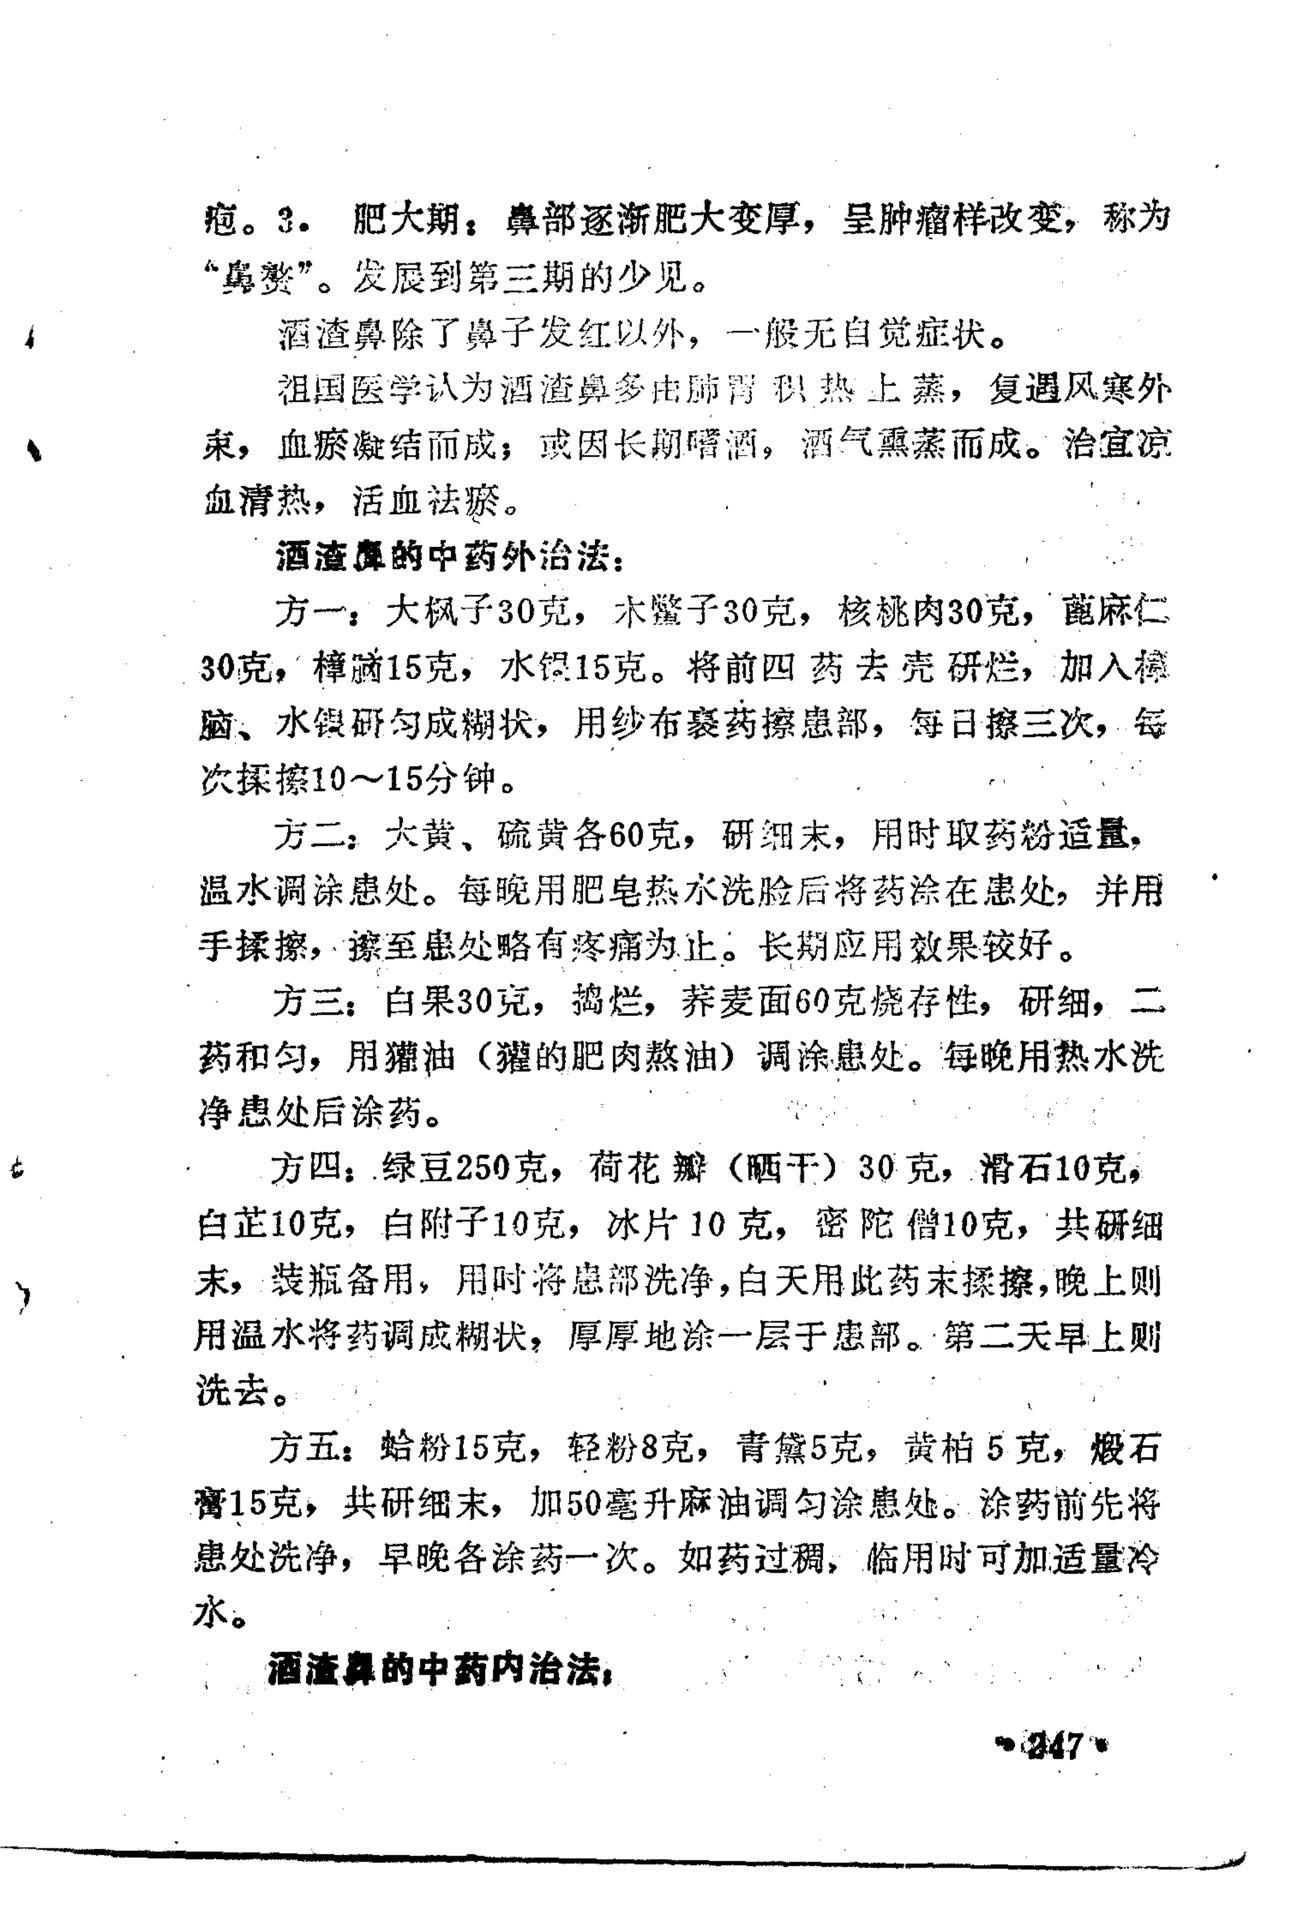 疱。3. 肥大期：鼻部逐渐肥大变厚，呈肿瘤样改变，称为
“鼻赘”。发展到第三期的少见。
酒渣鼻除了鼻子发红以外，一般无自觉症状。
祖国医学认为酒渣鼻多由肺胃积热上蒸，复遇风寒外
束，血瘀凝结而成；或因长期嗜酒，酒气熏蒸而成。治宜凉
血清热，活血祛瘀。
酒渣鼻的中药外治法：
方一：大枫子30克，木鳖子30克，核桃肉30克，蓖麻仁
30克，樟脑15克，水银15克。将前四药去壳研烂，加入樟
脑、水银研匀成糊状，用纱布裹药擦患部，每日擦三次，每
次揉擦10～15分钟。
方二：大黄、硫黄各60克，研细末，用时取药粉适量，
温水调涂患处。每晚用肥皂热水洗脸后将药涂在患处，并用
手揉擦，擦至患处略有疼痛为止。长期应用效果较好。
方三：白果30克，捣烂，荞麦面60克烧存性，研细，二
药和匀，用獾油（獾的肥肉熬油）调涂患处。每晚用热水洗
净患处后涂药。
方四：绿豆250克，荷花瓣（晒干）30克，滑石10克，
白芷10克，白附子10克，冰片10克，密陀僧10克，共研细
末，装瓶备用，用时将患部洗净，白天用此药末揉擦，晚上则
用温水将药调成糊状，厚厚地涂一层于患部。第二天早上则
洗去。
方五：蛤粉15克，轻粉8克，青黛5克，黄柏5克，煅石
膏15克，共研细末，加50毫升麻油调匀涂患处。涂药前先将
患处洗净，早晚各涂药一次。如药过稠，临用时可加适量冷
水。
酒渣鼻的中药内治法：
• 247 •